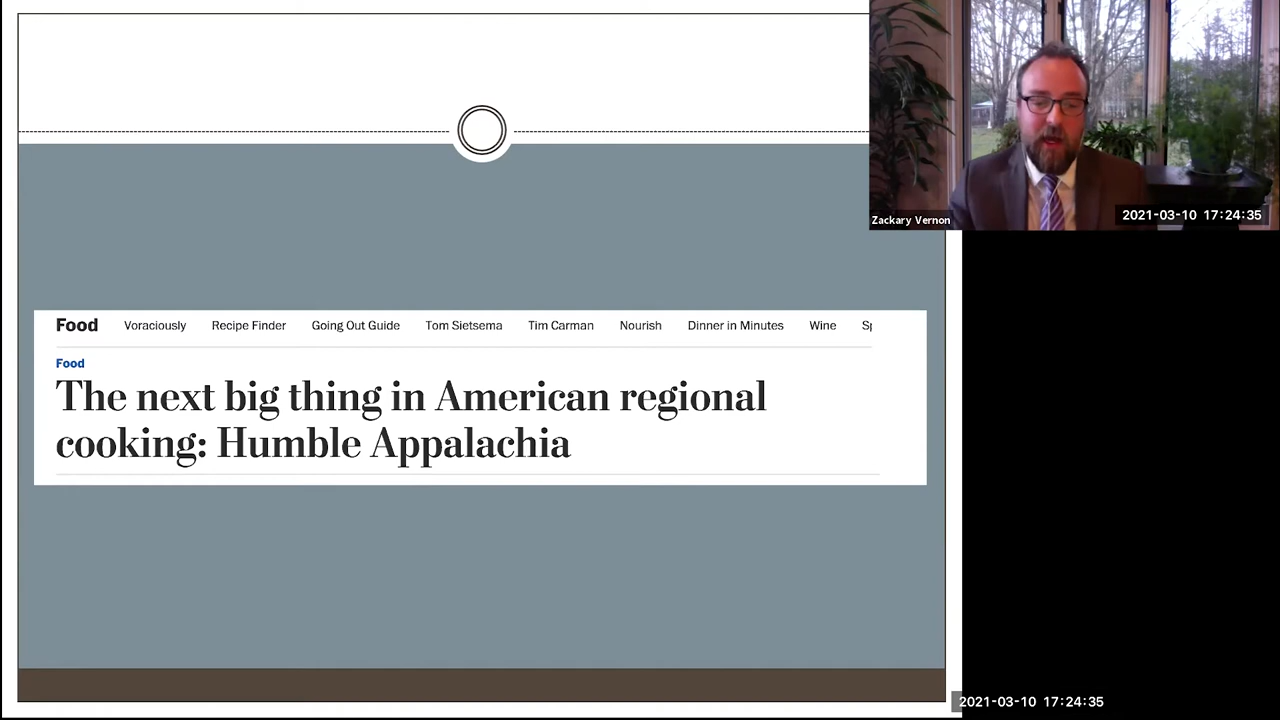 Zackary Vernon
2021-03-10 17:24:35
Food Voraciously Recipe Finder Going Out Guide Tom Sietsema Tim Carman Nourish Dinner in Minutes Wine
Food
The next big thing in American regional
cooking: Humble Appalachia
2021-03-10 17:24:35